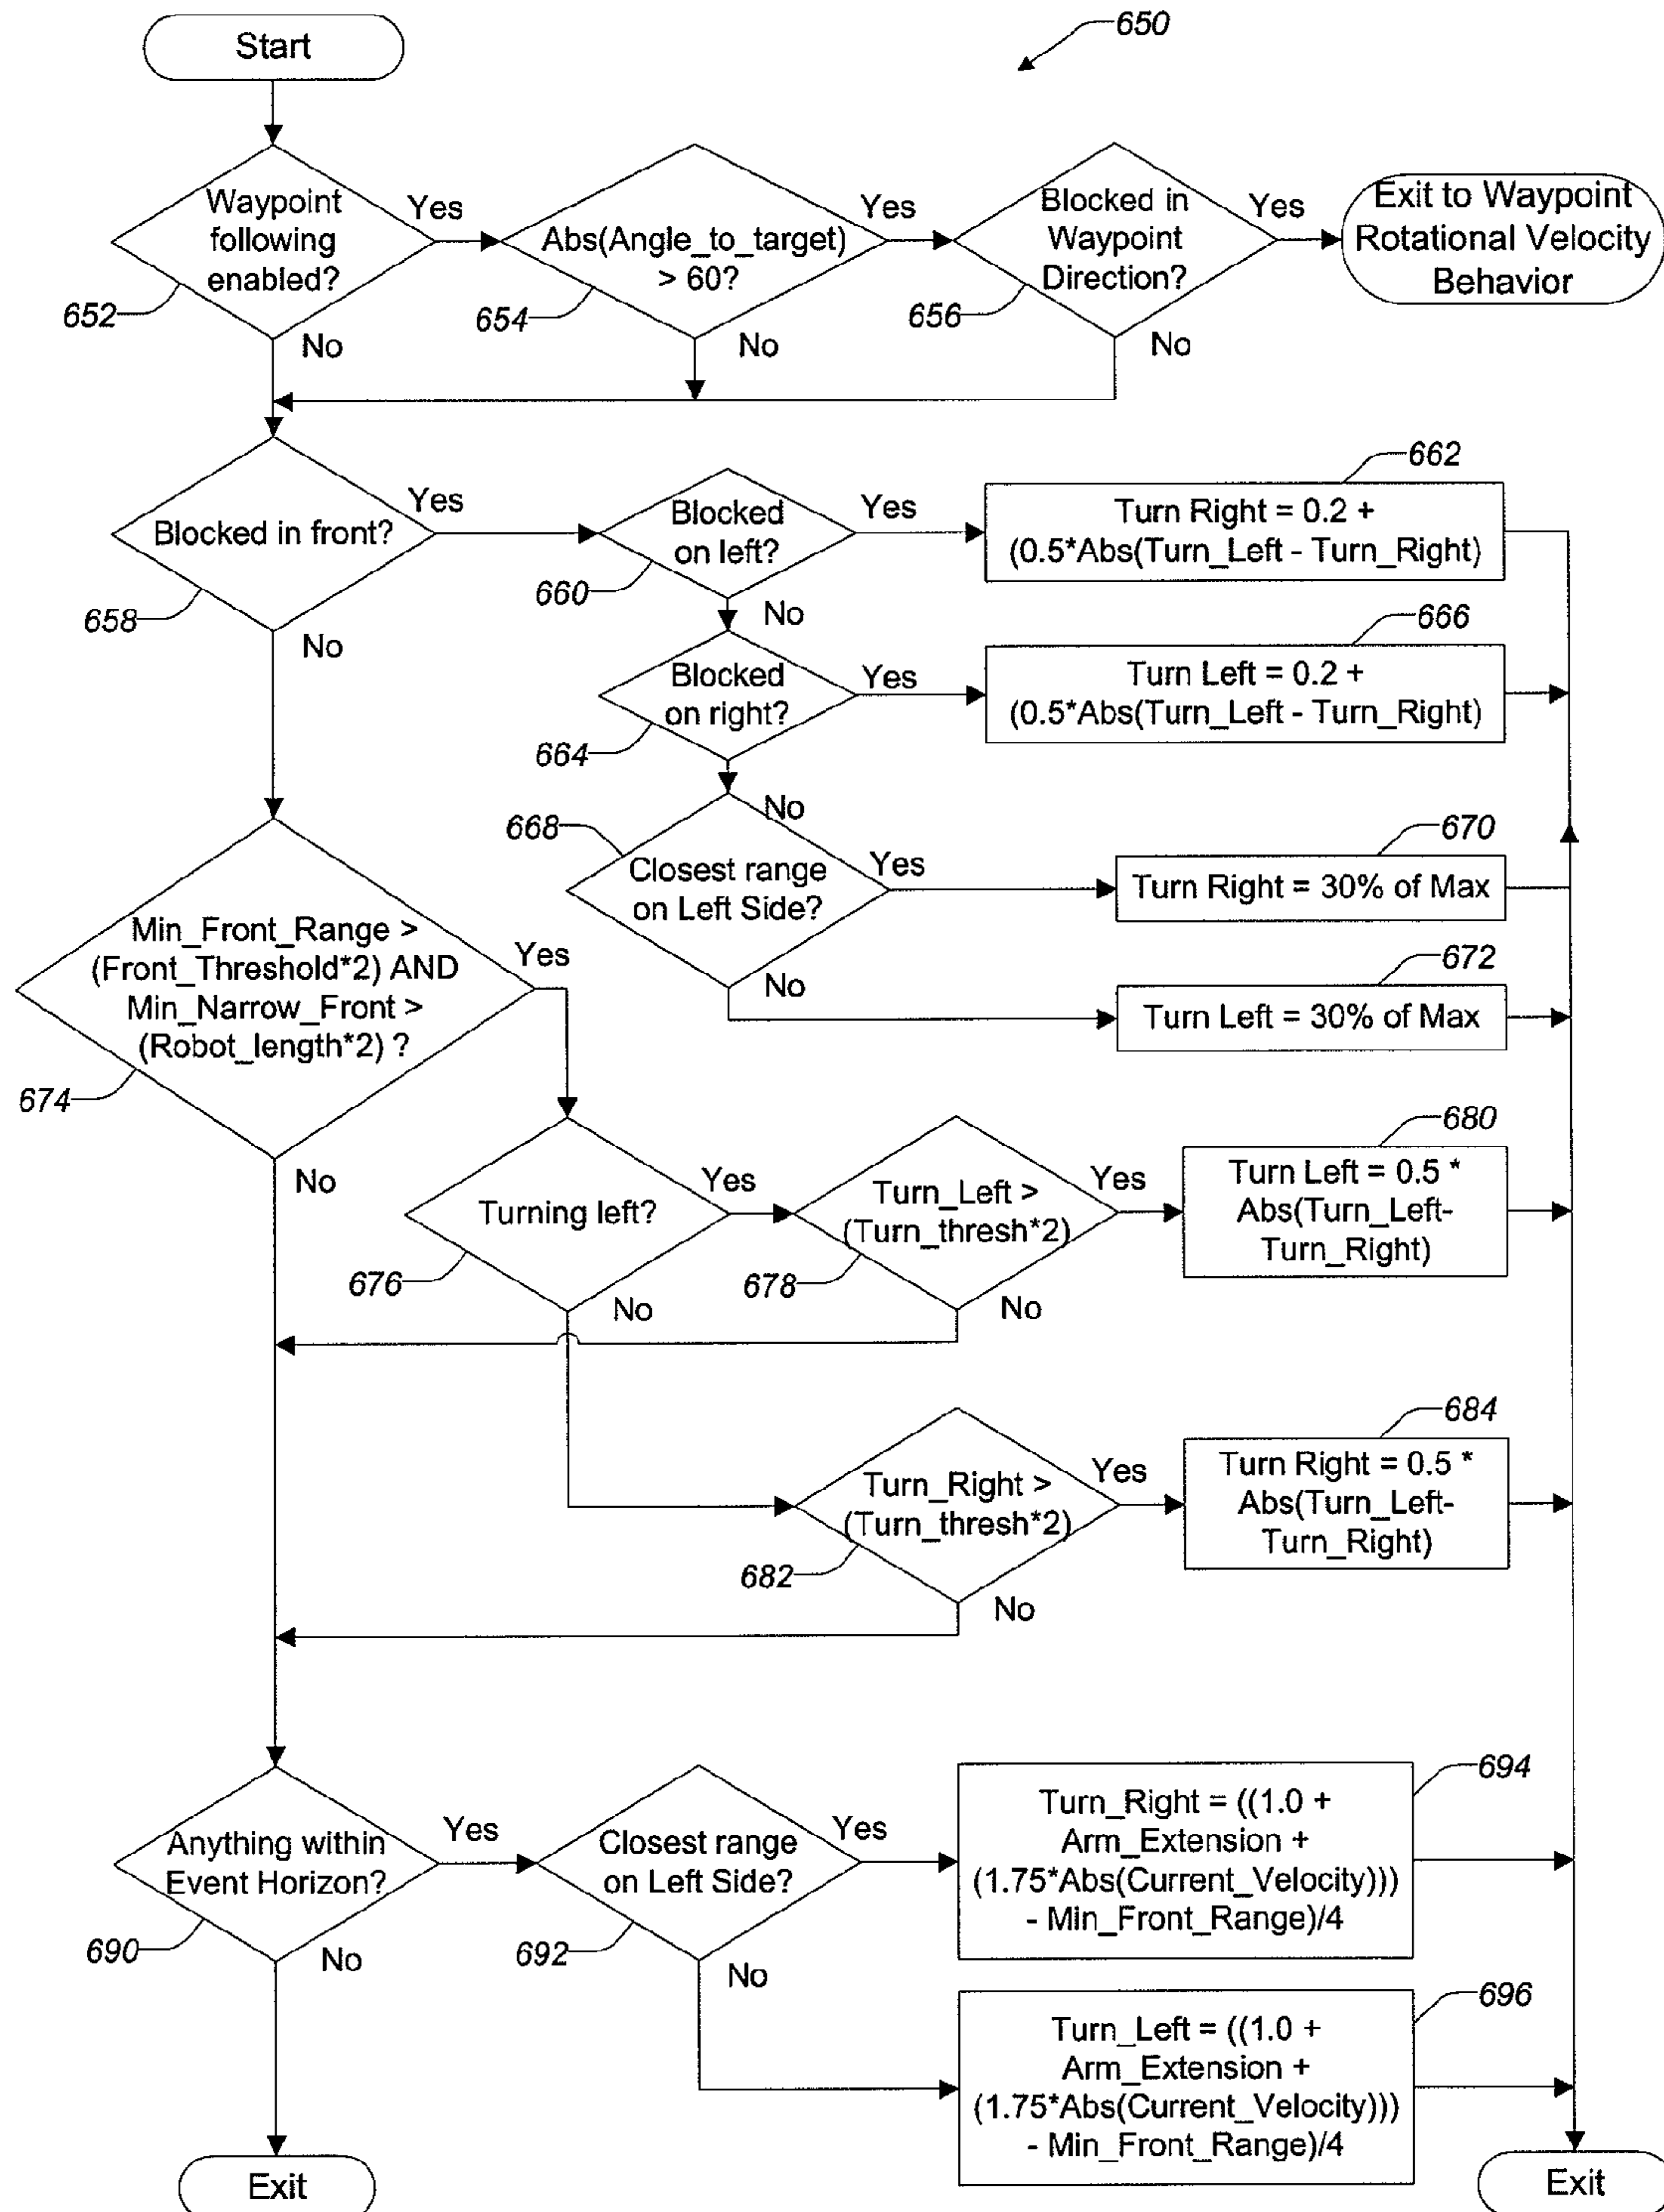 650
Start
Waypoint
following
enabled?
652
Yes
No
Abs(Angle_to_target)
> 60?
654
Yes
No
Blocked in
Waypoint
Direction?
656
Yes
No
Exit to Waypoint
Rotational Velocity
Behavior
Blocked in front?
658
Yes
No
Blocked
on left?
660
Yes
No
662
Turn Right = 0.2 +
(0.5*Abs(Turn_Left - Turn_Right)
Blocked
on right?
664
Yes
No
666
Turn Left = 0.2 +
(0.5*Abs(Turn_Left - Turn_Right)
668
Closest range
on Left Side?
Yes
No
670
Turn Right = 30% of Max
672
Turn Left = 30% of Max
Min_Front_Range >
(Front_Threshold*2) AND
Min_Narrow_Front >
(Robot_length*2) ?
674
Yes
No
Turning left?
676
Yes
No
Turn_Left >
(Turn_thresh*2)
678
Yes
No
680
Turn Left = 0.5 *
Abs(Turn_Left-
Turn_Right)
Turn_Right >
(Turn_thresh*2)
682
Yes
No
684
Turn Right = 0.5 *
Abs(Turn_Left-
Turn_Right)
Anything within
Event Horizon?
690
Yes
No
Closest range
on Left Side?
692
Yes
No
694
Turn_Right = ((1.0 +
Arm_Extension +
(1.75*Abs(Current_Velocity)))
- Min_Front_Range)/4
696
Turn_Left = ((1.0 +
Arm_Extension +
(1.75*Abs(Current_Velocity)))
- Min_Front_Range)/4
Exit
Exit